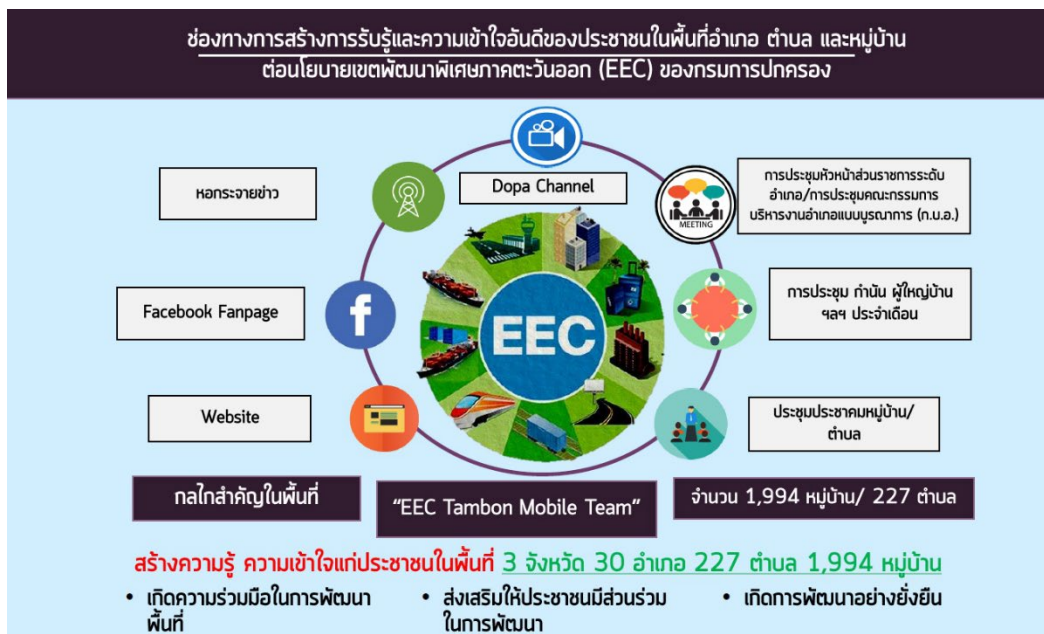 ช่องทางการสร้างการรับรู้และความเข้าใจอันดีของประชาชนในพื้นที่อำเภอ ตำบล และหมู่บ้าน
ต่อนโยบายเขตพัฒนาพิเศษภาคตะวันออก (EEC) ของกรมการปกครอง
Dopa Channel
หอกระจายข่าว
MEETING
การประชุมหัวหน้าส่วนราชการระดับ
อำเภอ/การประชุมคณะกรรมการ
บริหารงานอำเภอแบบบูรณาการ (ก.บ.อ.)
Facebook Fanpage
f
EEC
การประชุม กำนัน ผู้ใหญ่บ้าน
ฯลฯ ประจำเดือน
Website
ประชุมประชาคมหมู่บ้าน/
ตำบล
กลไกสำคัญในพื้นที่
“EEC Tambon Mobile Team”
จำนวน 1,994 หมู่บ้าน/ 227 ตำบล
สร้างความรู้ ความเข้าใจแก่ประชาชนในพื้นที่ 3 จังหวัด 30 อำเภอ 227 ตำบล 1,994 หมู่บ้าน
• เกิดความร่วมมือในการพัฒนา
พื้นที่
• ส่งเสริมให้ประชาชนมีส่วนร่วม
ในการพัฒนา
• เกิดการพัฒนาอย่างยั่งยืน